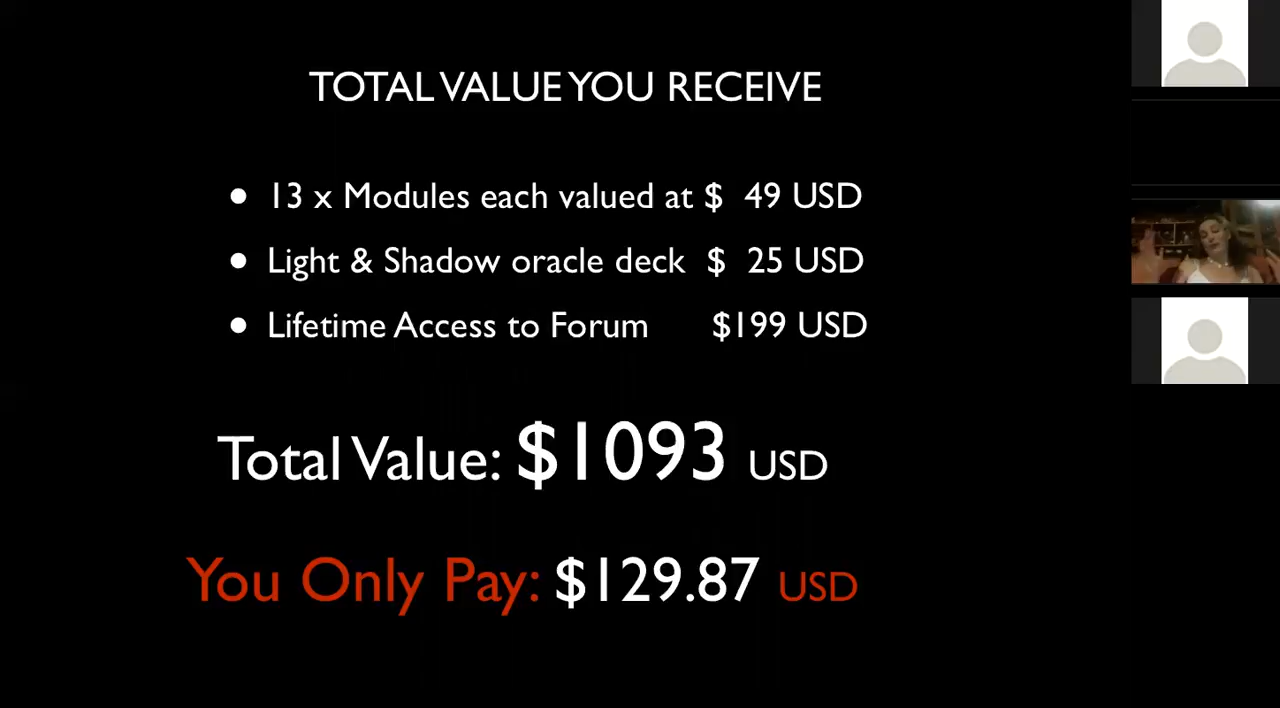 TOTAL VALUE YOU RECEIVE
• 13 x Modules each valued at $ 49 USD
• Light & Shadow oracle deck $ 25 USD
• Lifetime Access to Forum $199 USD
Total Value: $1093 USD
You Only Pay: $129.87 USD